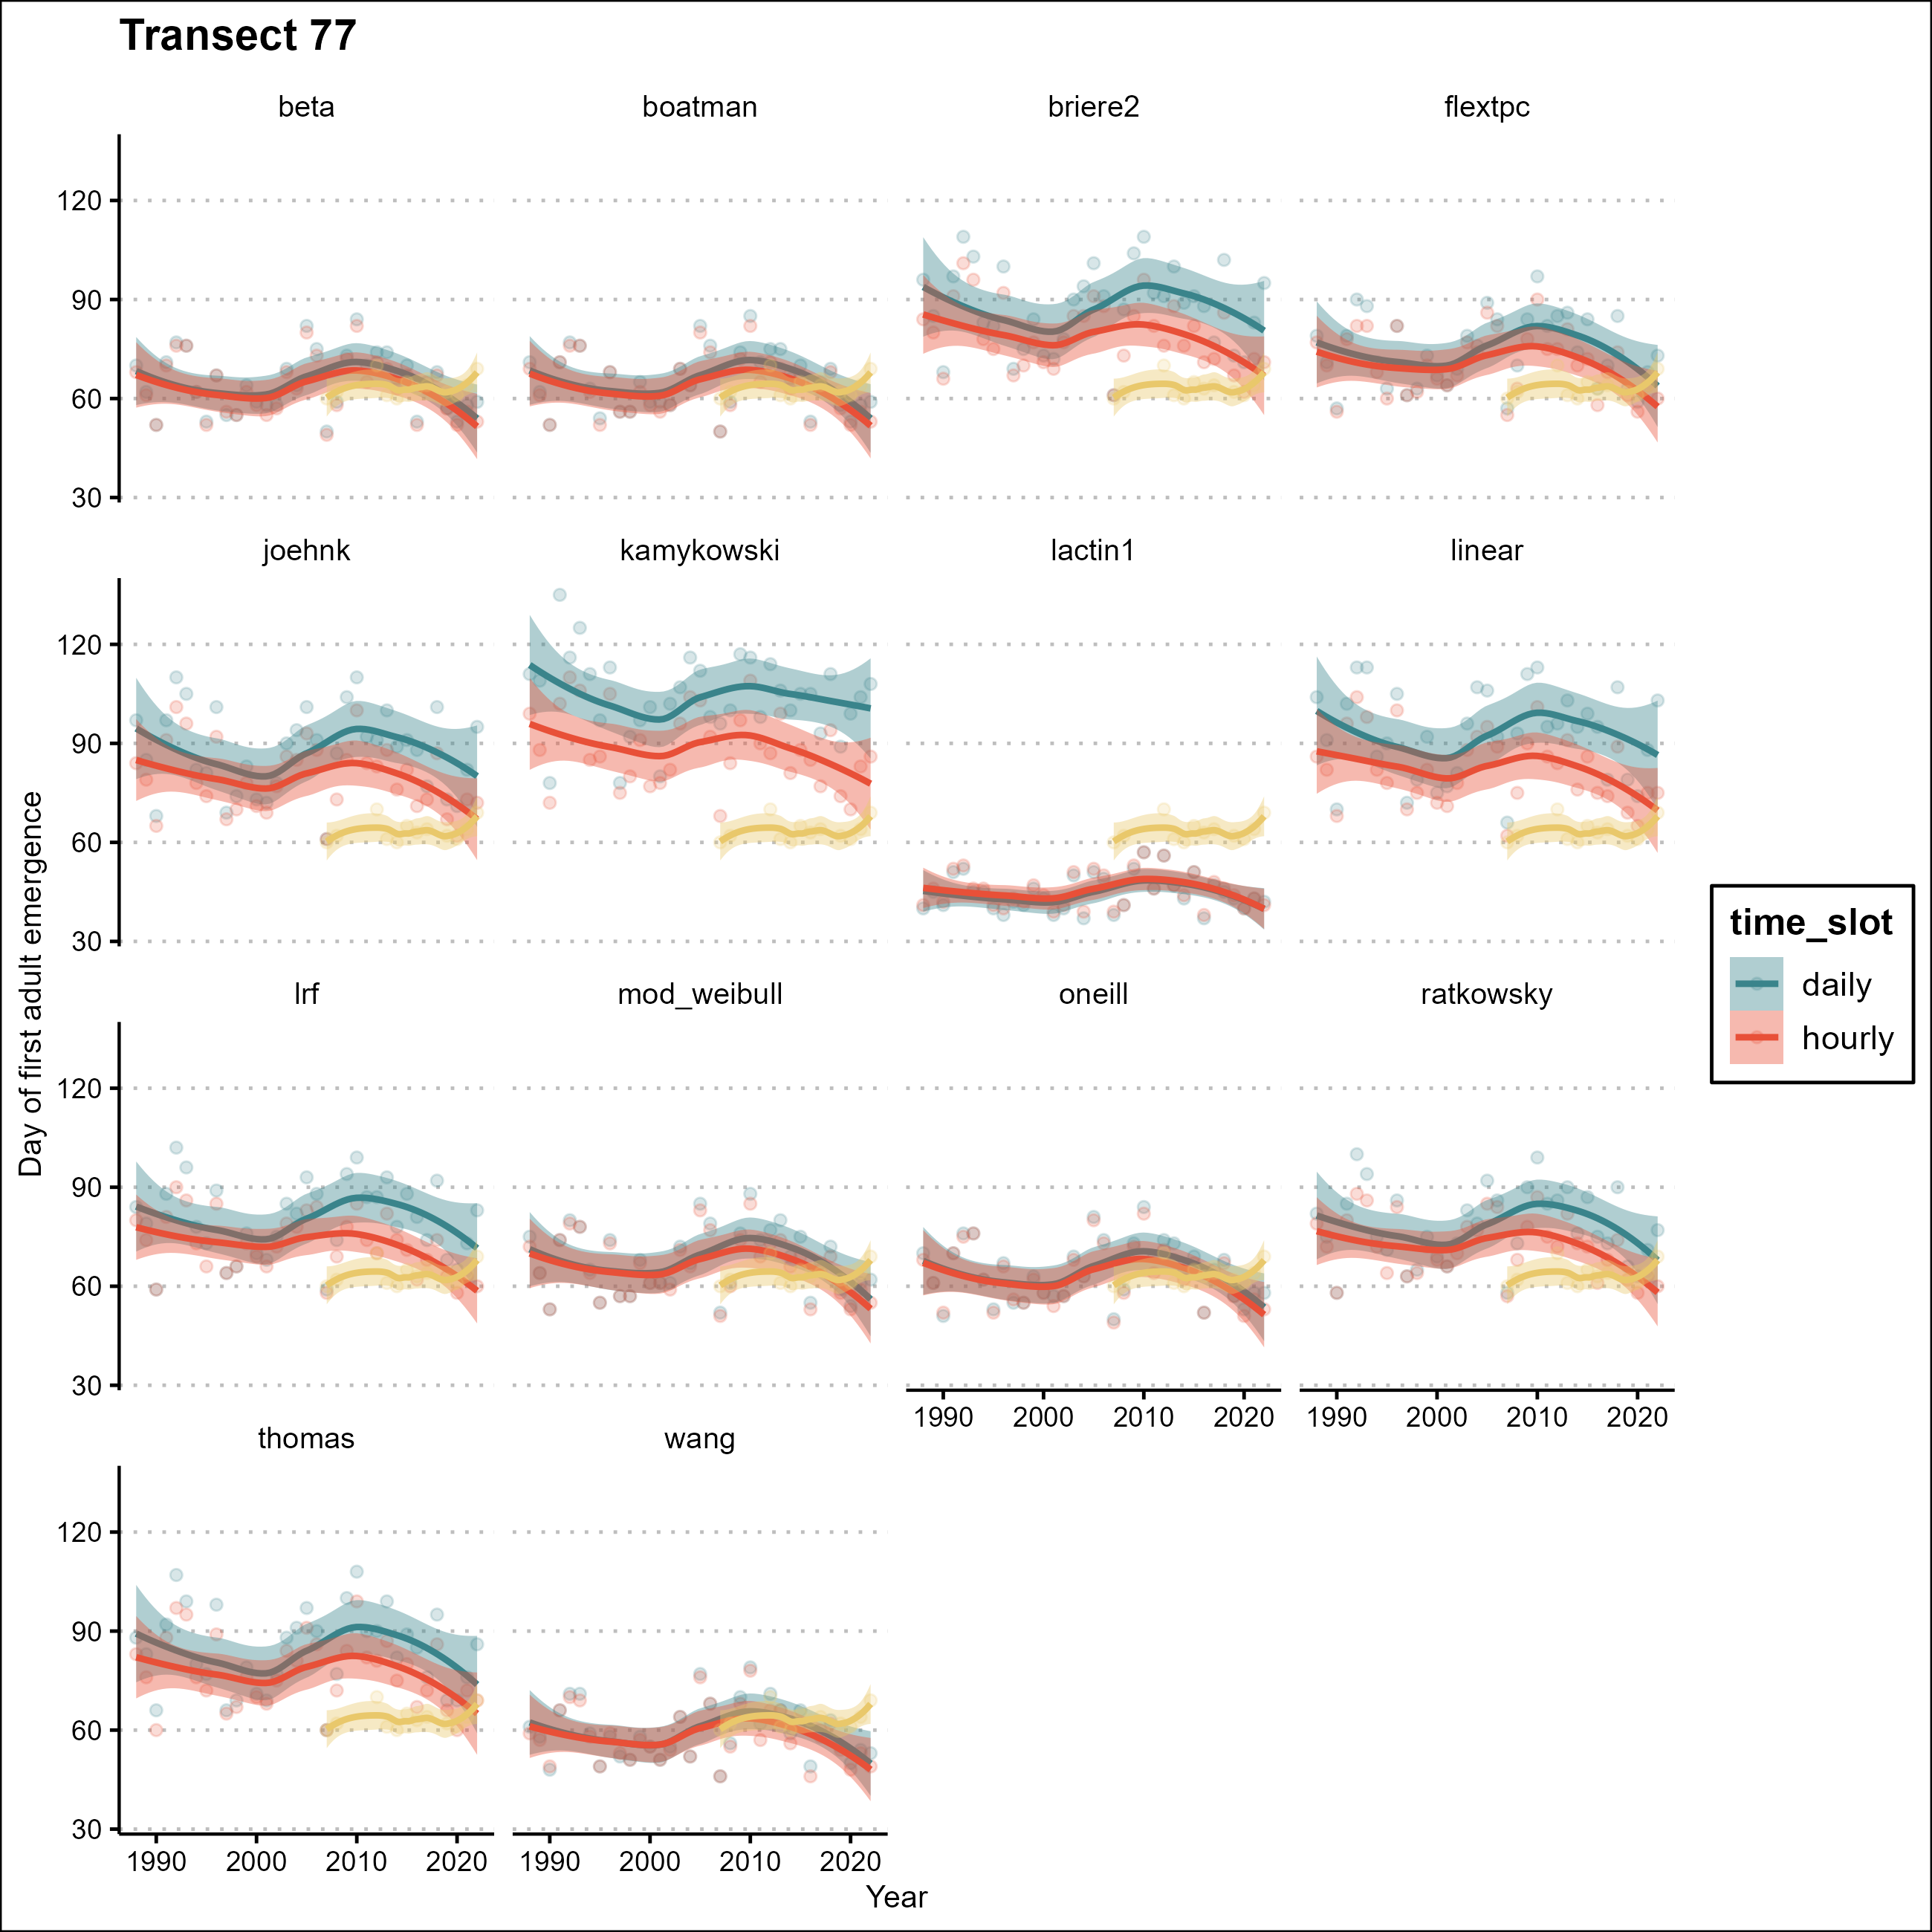 Transect 77
beta
boatman
briere2
flextpc
120
90
60
30
joehnk
kamykowski
lactin1
linear
120
90
60
30
Day of first adult emergence
time_slot
daily
hourly
lrf
mod_weibull
oneill
ratkowsky
120
90
60
30
1990 2000 2010 2020
1990 2000 2010 2020
thomas
wang
120
90
60
30
1990 2000 2010 2020
1990 2000 2010 2020
Year